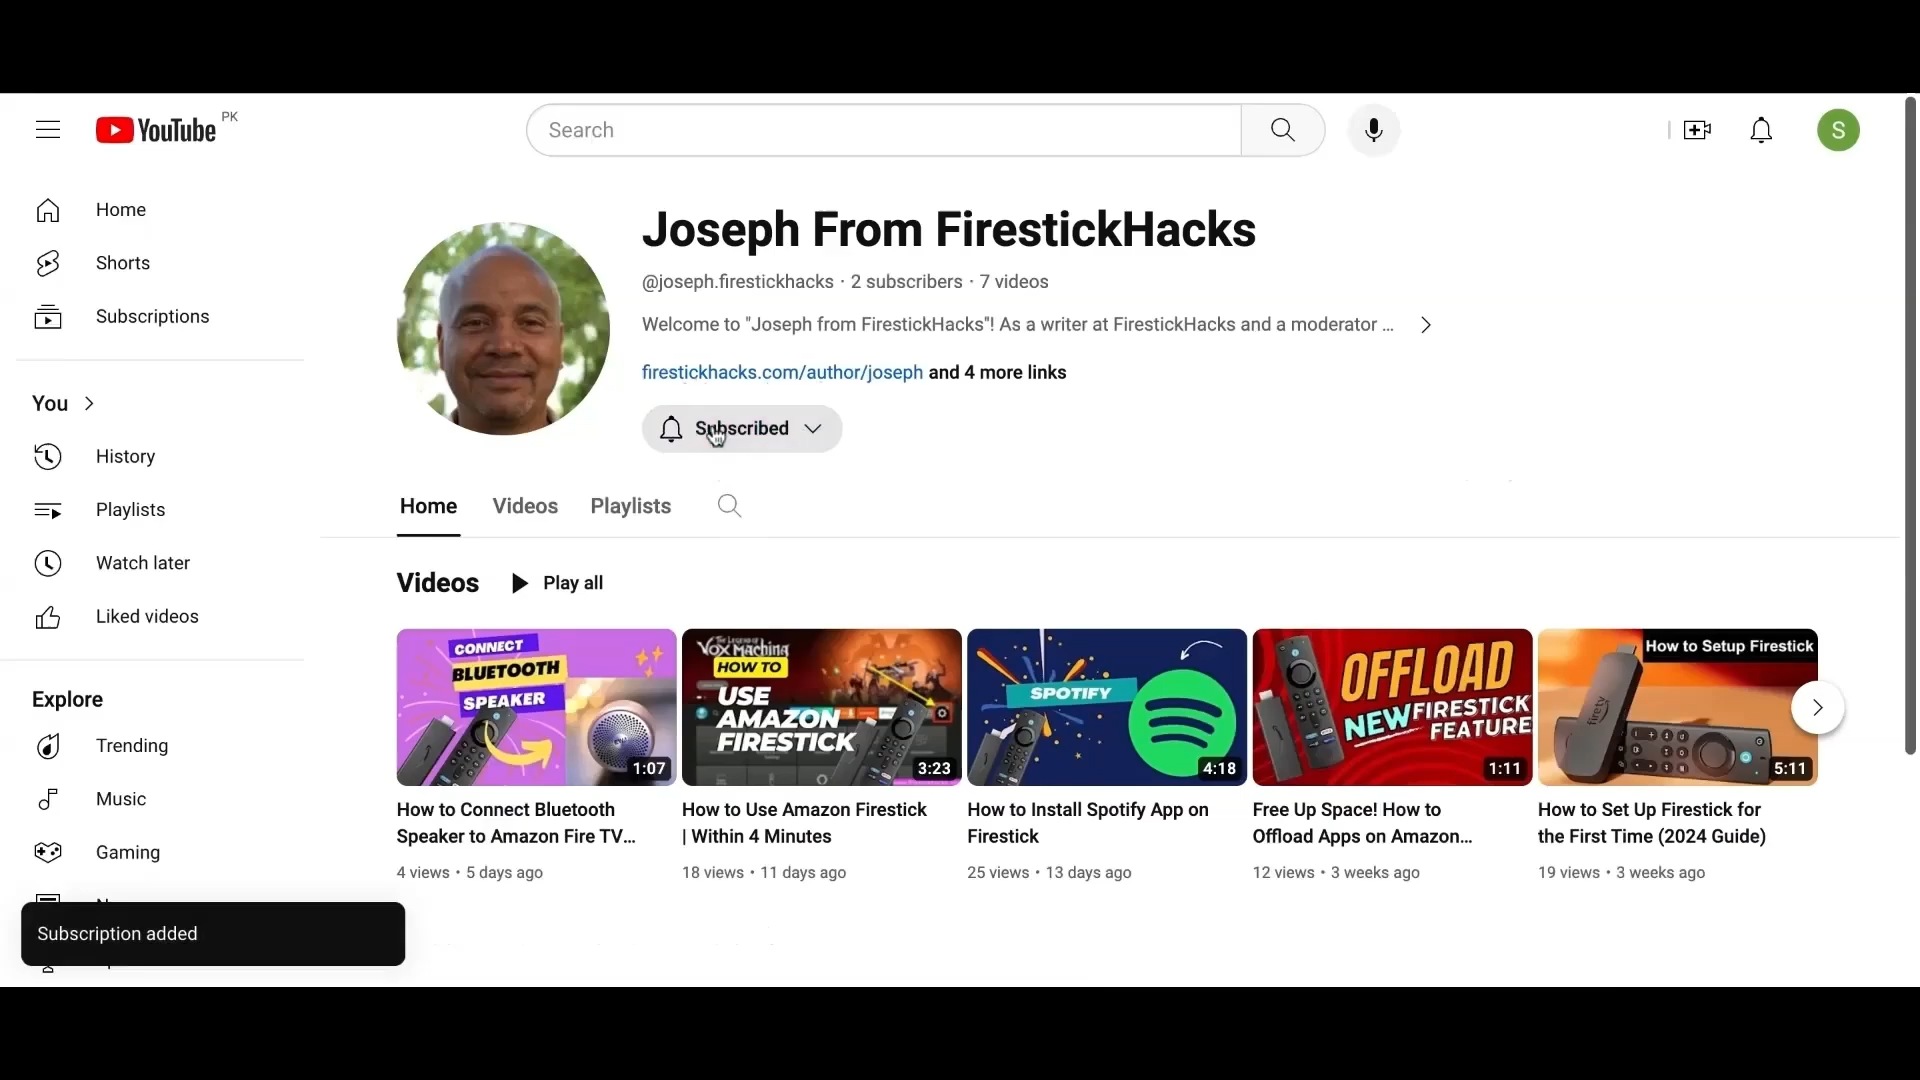 YouTube PK
Search
S
Home
Shorts
Subscriptions
You
History
Playlists
Watch later
Liked videos
Explore
Trending
Music
Gaming
Subscription added
Joseph From FirestickHacks
@joseph.firestickhacks · 2 subscribers · 7 videos
Welcome to "Joseph from FirestickHacks"! As a writer at FirestickHacks and a moderator ...
firestickhacks.com/author/joseph and 4 more links
Subscribed
Home Videos Playlists
Videos Play all
CONNECT
BLUETOOTH
SPEAKER
1:07
How to Connect Bluetooth
Speaker to Amazon Fire TV...
4 views • 5 days ago
THE LEGEND OF
VOX MACHINA
HOW TO
USE
AMAZON
FIRESTICK
3:23
How to Use Amazon Firestick
| Within 4 Minutes
18 views • 11 days ago
SPOTIFY
4:18
How to Install Spotify App on
Firestick
25 views • 13 days ago
OFFLOAD
NEW FIRESTICK
FEATURE
1:11
Free Up Space! How to
Offload Apps on Amazon...
12 views • 3 weeks ago
How to Setup Firestick
firetv
5:11
How to Set Up Firestick for
the First Time (2024 Guide)
19 views • 3 weeks ago